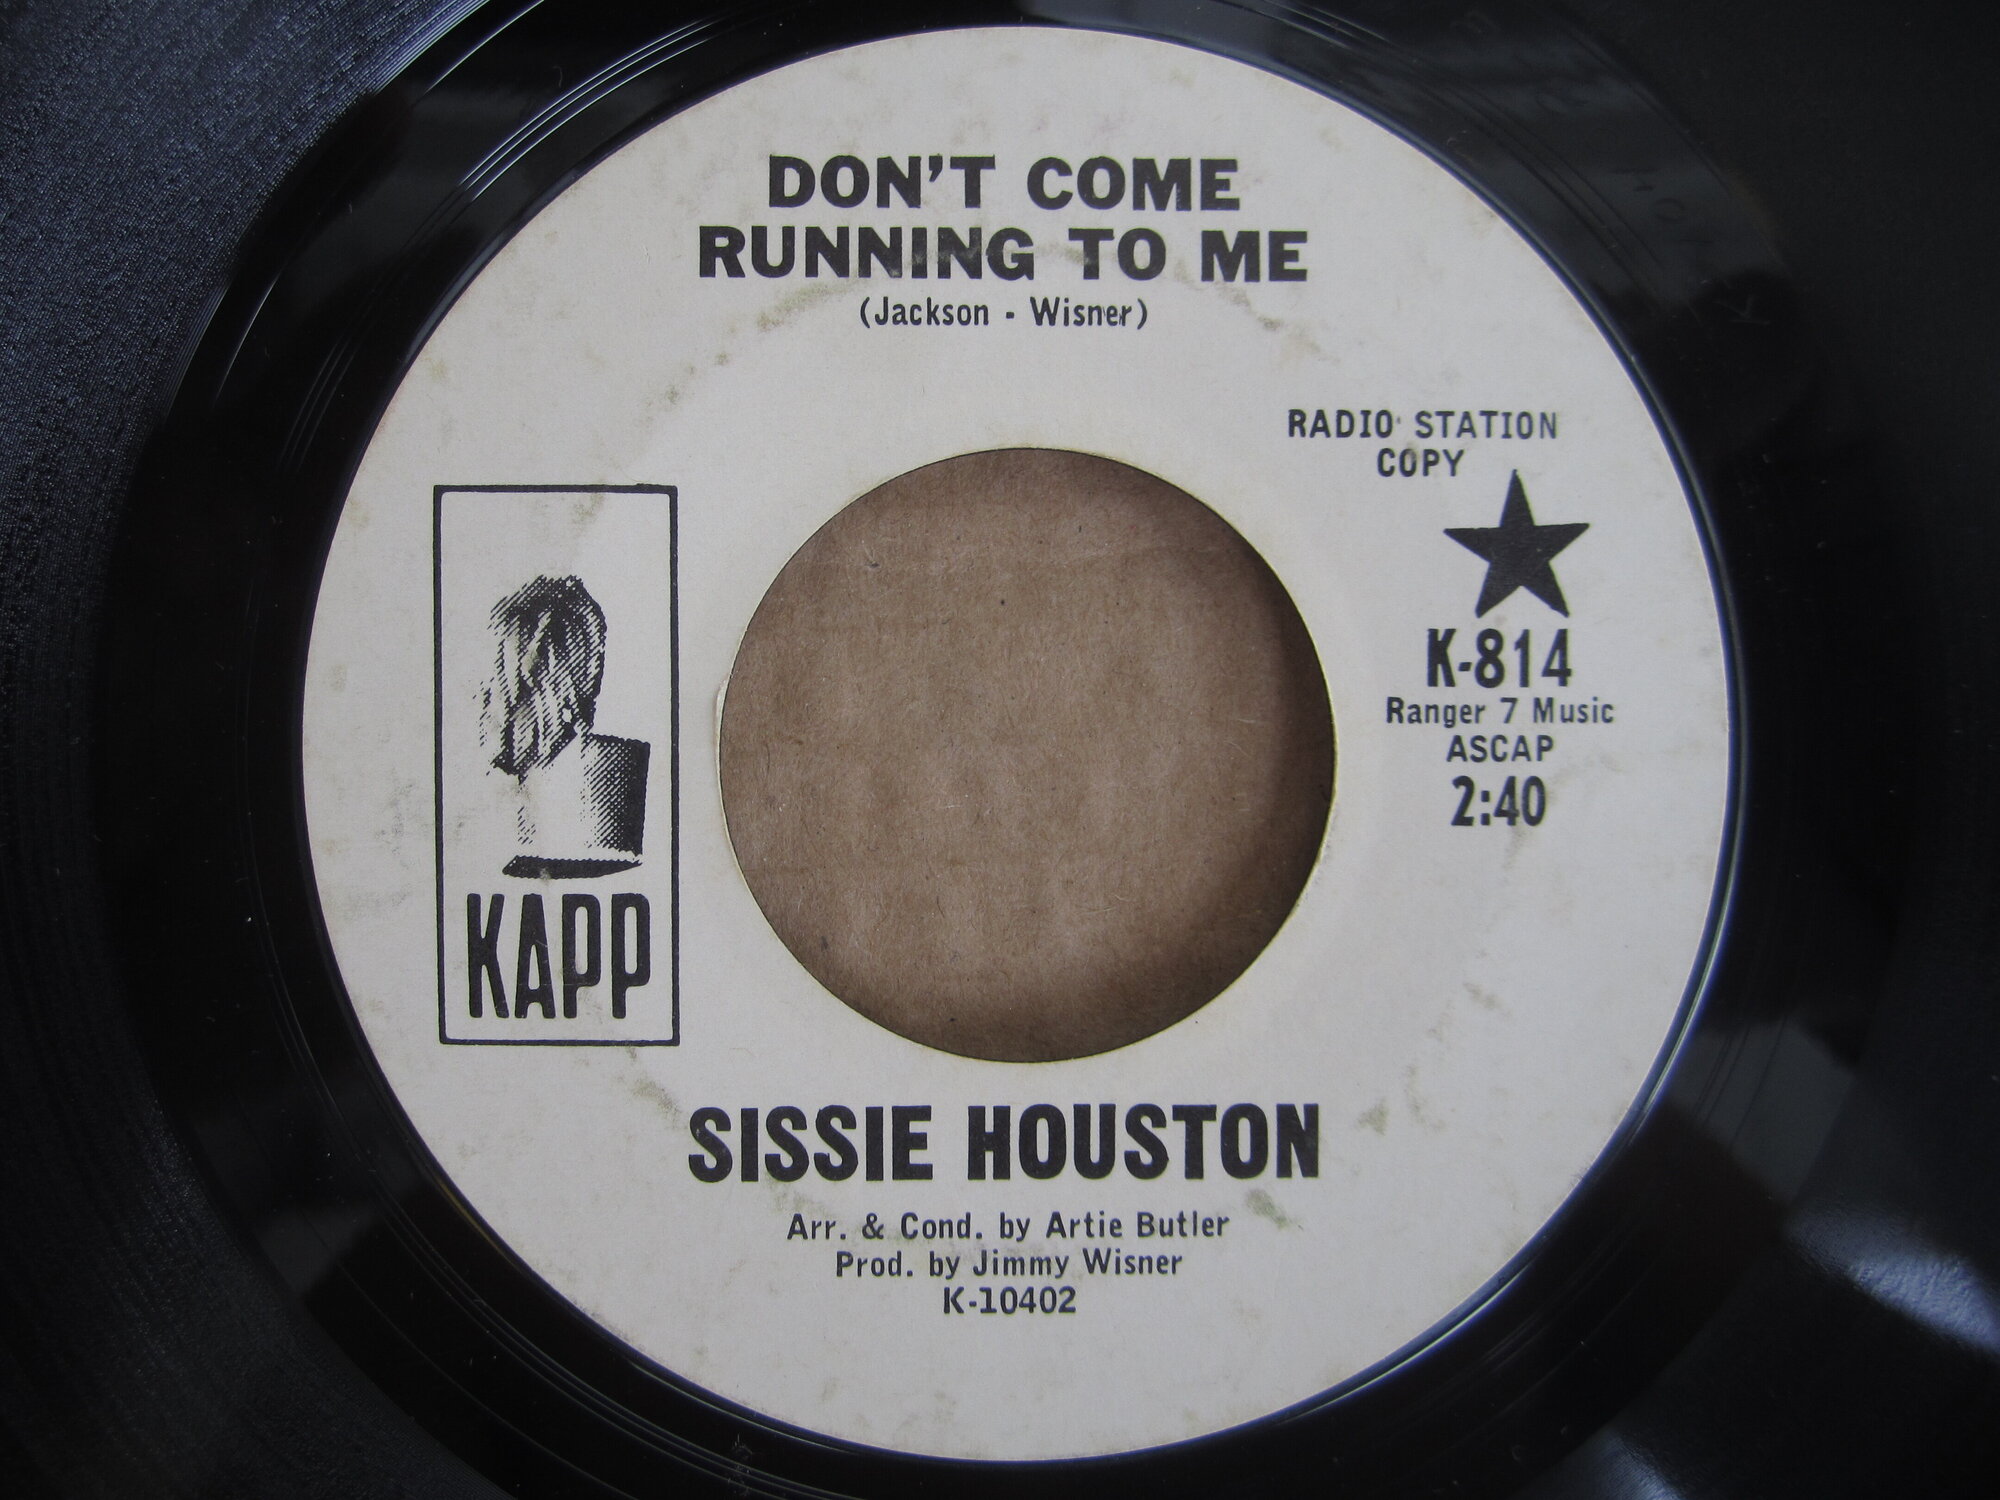 DON'T COME
RUNNING TO ME
(Jackson - Wisner)
RADIO STATION
COPY
K-814
Ranger 7 Music
ASCAP
2:40
KAPP
SISSIE HOUSTON
Arr. & Cond. by Artie Butler
Prod. by Jimmy Wisner
K-10402